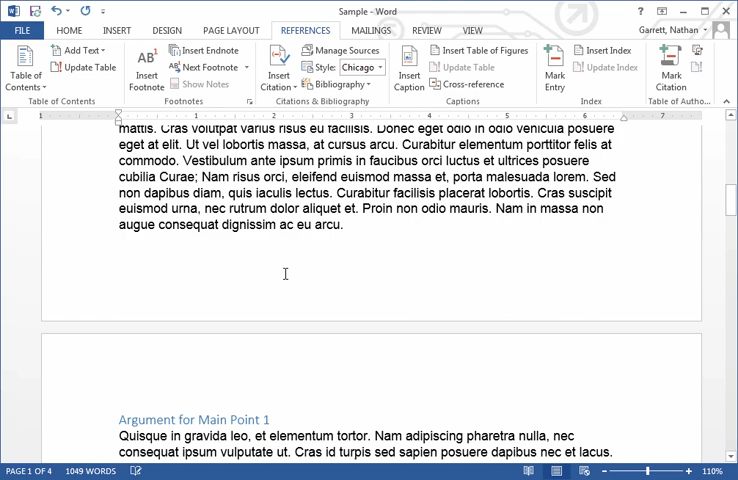 Sample - Word
FILE HOME INSERT DESIGN PAGE LAYOUT REFERENCES MAILINGS REVIEW VIEW Garrett, Nathan
Table of Contents
Add Text
Update Table
Table of Contents
AB¹
Insert Footnote
Insert Endnote
Next Footnote
Show Notes
Footnotes
Insert Citation
Manage Sources
Style: Chicago
Bibliography
Citations & Bibliography
Insert Caption
Insert Table of Figures
Update Table
Cross-reference
Captions
Mark Entry
Insert Index
Update Index
Index
Mark Citation
Table of Autho...
1 1 2 3 4 5 6 7
mattis. Cras volutpat varius risus eu facilisis. Donec eget odio in odio vehicula posuere
eget at elit. Ut vel lobortis massa, at cursus arcu. Curabitur elementum porttitor felis at
commodo. Vestibulum ante ipsum primis in faucibus orci luctus et ultrices posuere
cubilia Curae; Nam risus orci, eleifend euismod massa et, porta malesuada lorem. Sed
non dapibus diam, quis iaculis lectus. Curabitur facilisis placerat lobortis. Cras suscipit
euismod urna, nec rutrum dolor aliquet et. Proin non odio mauris. Nam in massa non
augue consequat dignissim ac eu arcu.
Argument for Main Point 1
Quisque in gravida leo, et elementum tortor. Nam adipiscing pharetra nulla, nec
consequat ipsum vulputate ut. Cras id turpis sed sapien posuere dapibus nec et lacus.
PAGE 1 OF 4 1049 WORDS 110%